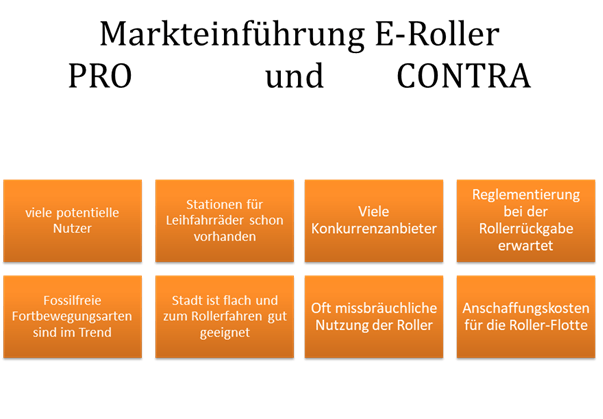 Markteinführung E-Roller
PRO und CONTRA
viele potentielle
Nutzer
Stationen für
Leihfahrräder schon
vorhanden
Viele
Konkurrenzanbieter
Reglementierung
bei der
Rollerrückgabe
erwartet
Fossilfreie
Fortbewegungsarten
sind im Trend
Stadt ist flach und
zum Rollerfahren gut
geeignet
Oft missbräuchliche
Nutzung der Roller
Anschaffungskosten
für die Roller-Flotte